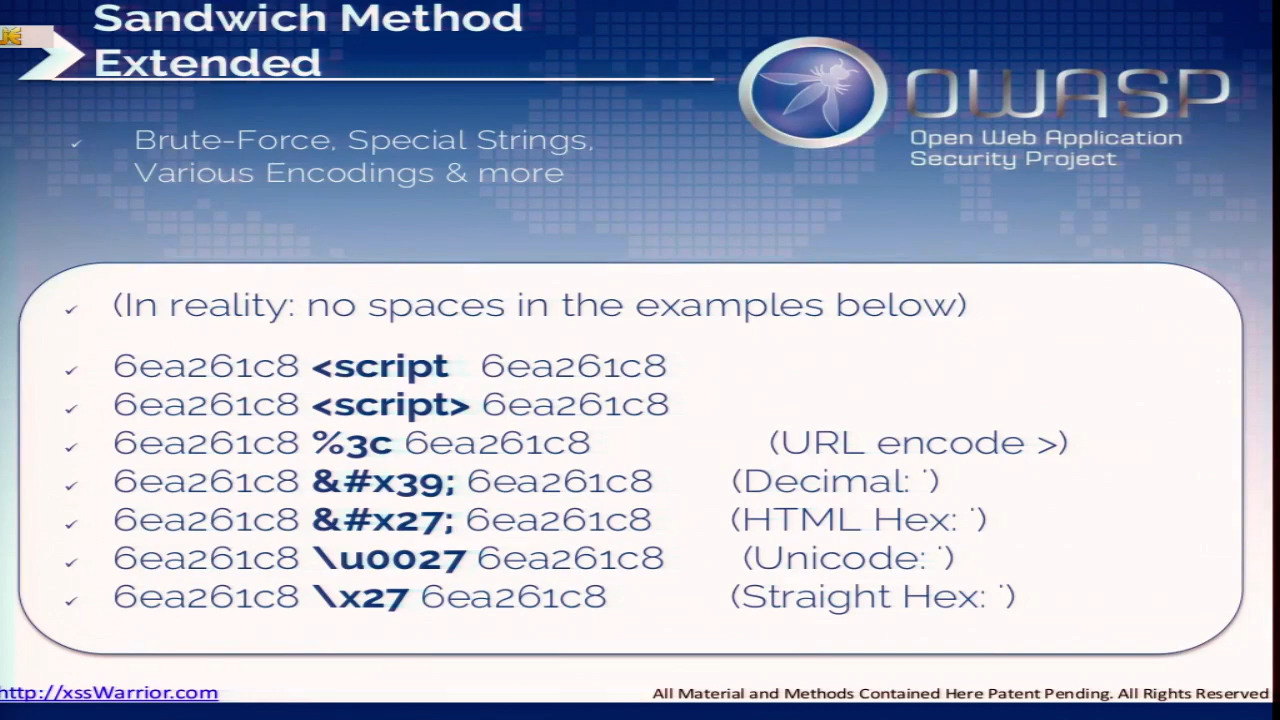 Sandwich Method
Extended
OWASP
Open Web Application
Security Project
✓ Brute-Force, Special Strings,
Various Encodings & more
✓ (In reality: no spaces in the examples below)
✓ 6ea261c8 <script 6ea261c8
✓ 6ea261c8 <script> 6ea261c8
✓ 6ea261c8 %3c 6ea261c8 (URL encode >)
✓ 6ea261c8 &#x39; 6ea261c8 (Decimal: ')
✓ 6ea261c8 &#x27; 6ea261c8 (HTML Hex: ')
✓ 6ea261c8 \u0027 6ea261c8 (Unicode: ')
✓ 6ea261c8 \x27 6ea261c8 (Straight Hex: ')
http://xssWarrior.com
All Material and Methods Contained Here Patent Pending. All Rights Reserved